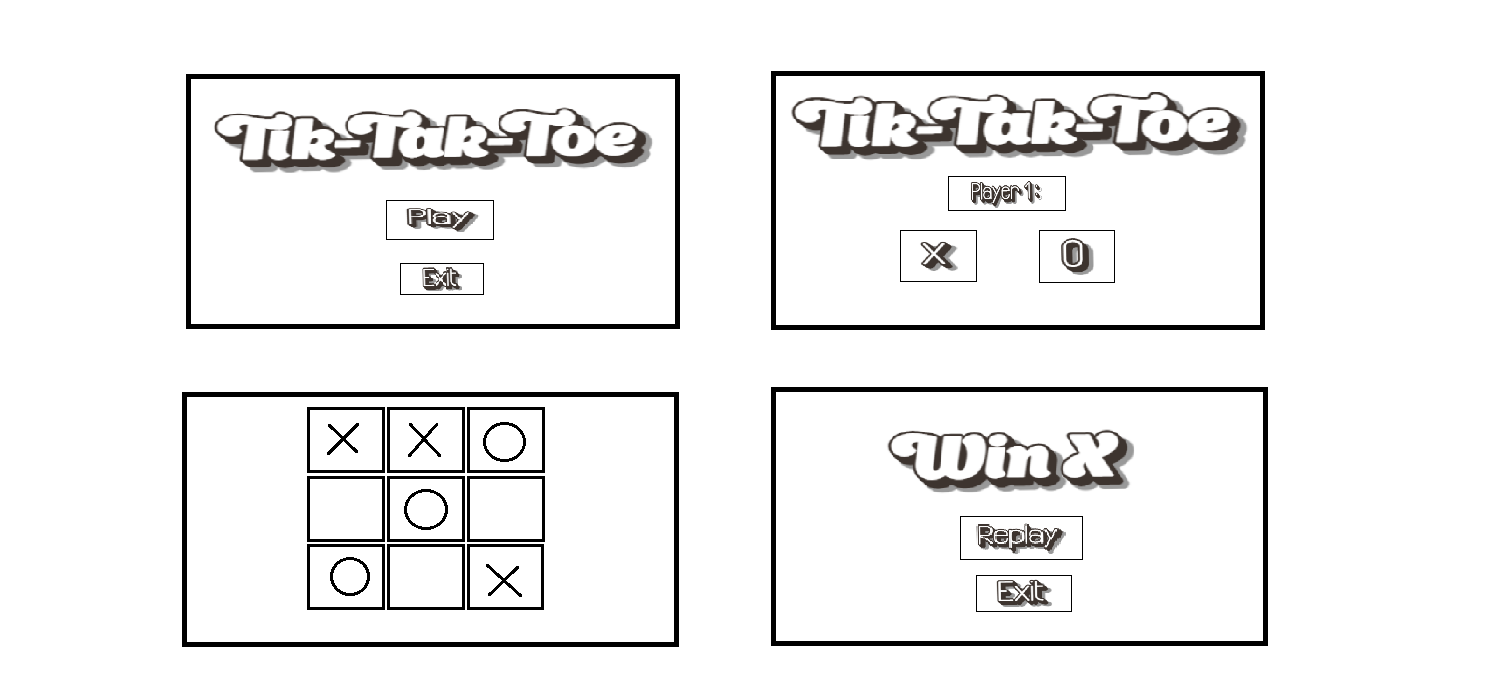 Tik-Tak-Toe
Play
Exit
Tik-Tak-Toe
Player 1:
X O
X X O
O
O X
Win X
Replay
Exit